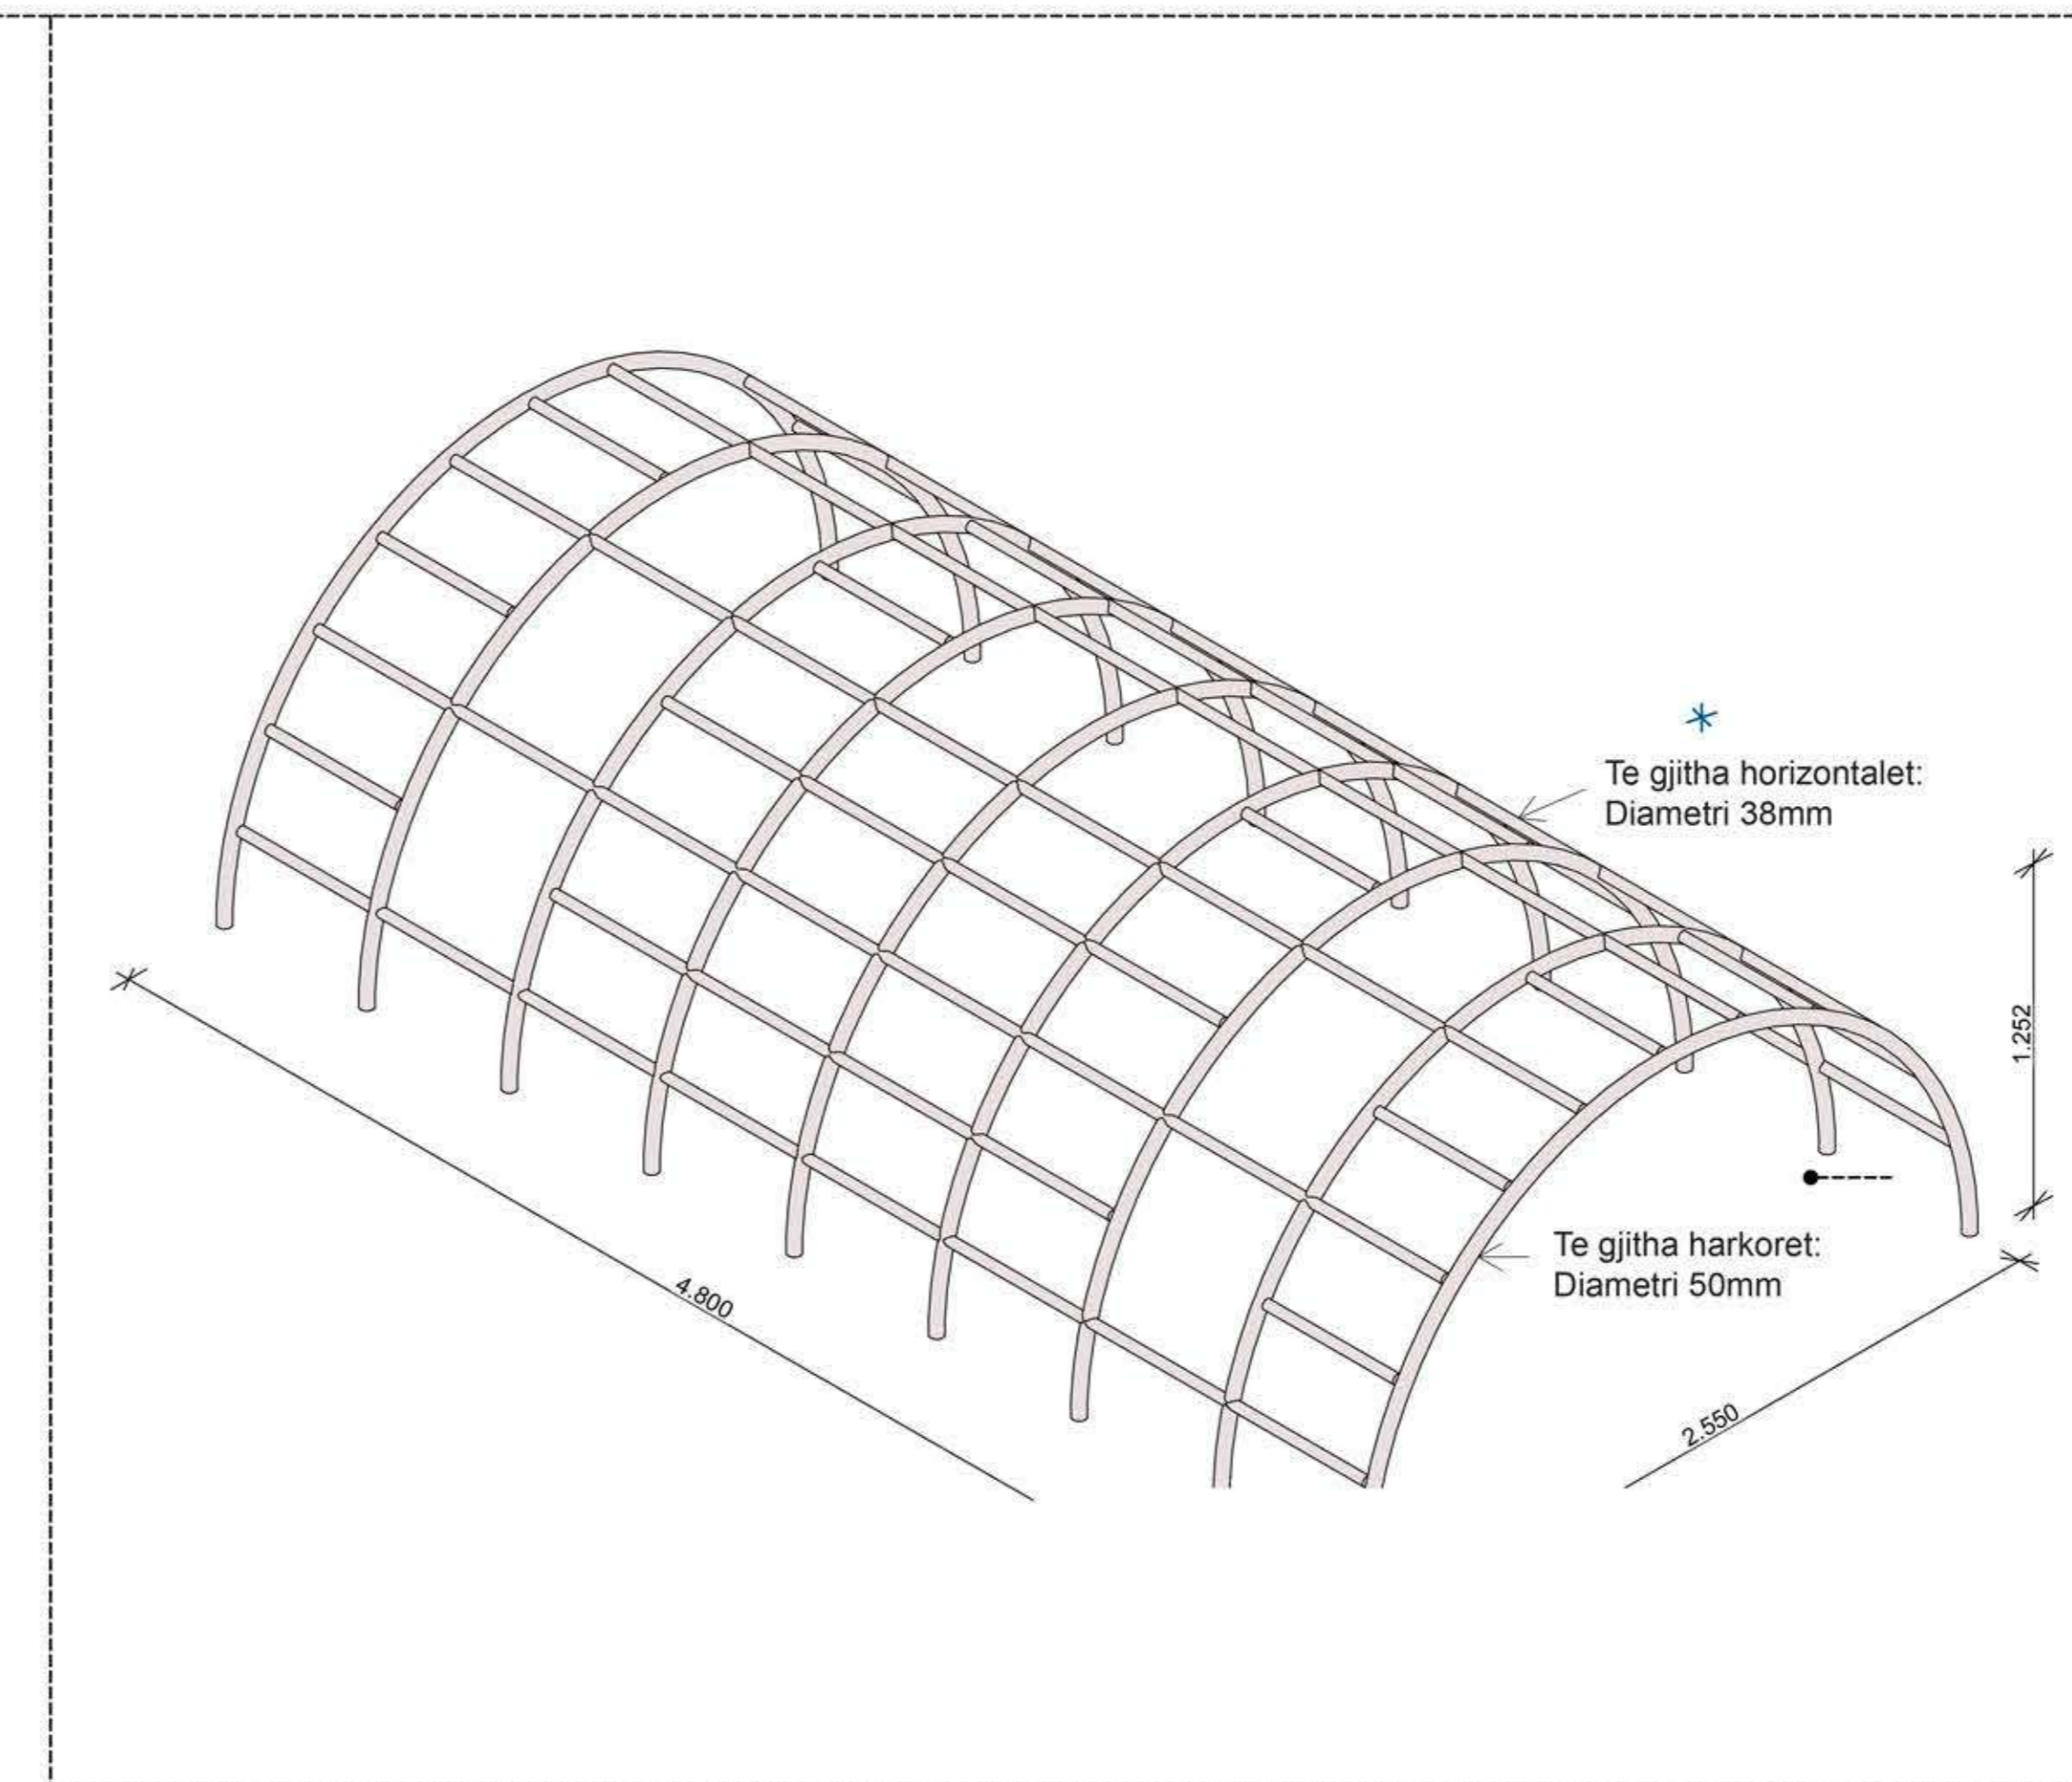 Te gjitha horizontalet:
Diametri 38mm
1.252
Te gjitha harkoret:
Diametri 50mm
4.800
2.550